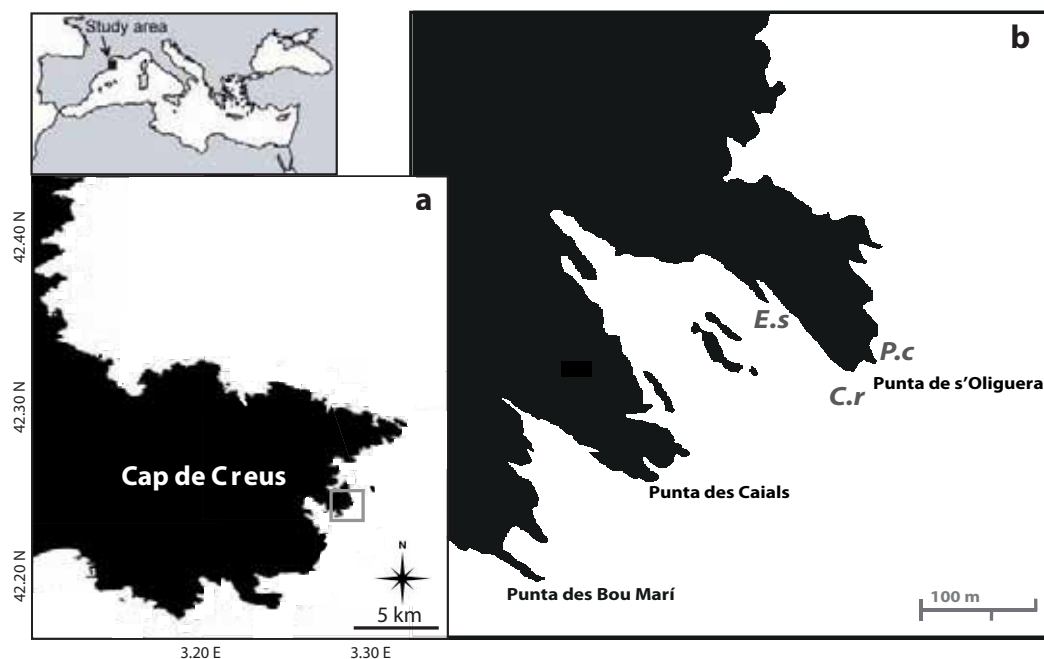 Study area
b
a
42.40 N
42.30 N
42.20 N
Cap de Creus
N
5 km
3.20 E
3.30 E
E.s
P.c
Punta de s'Oliguera
C.r
Punta des Caials
Punta des Bou Marí
100 m